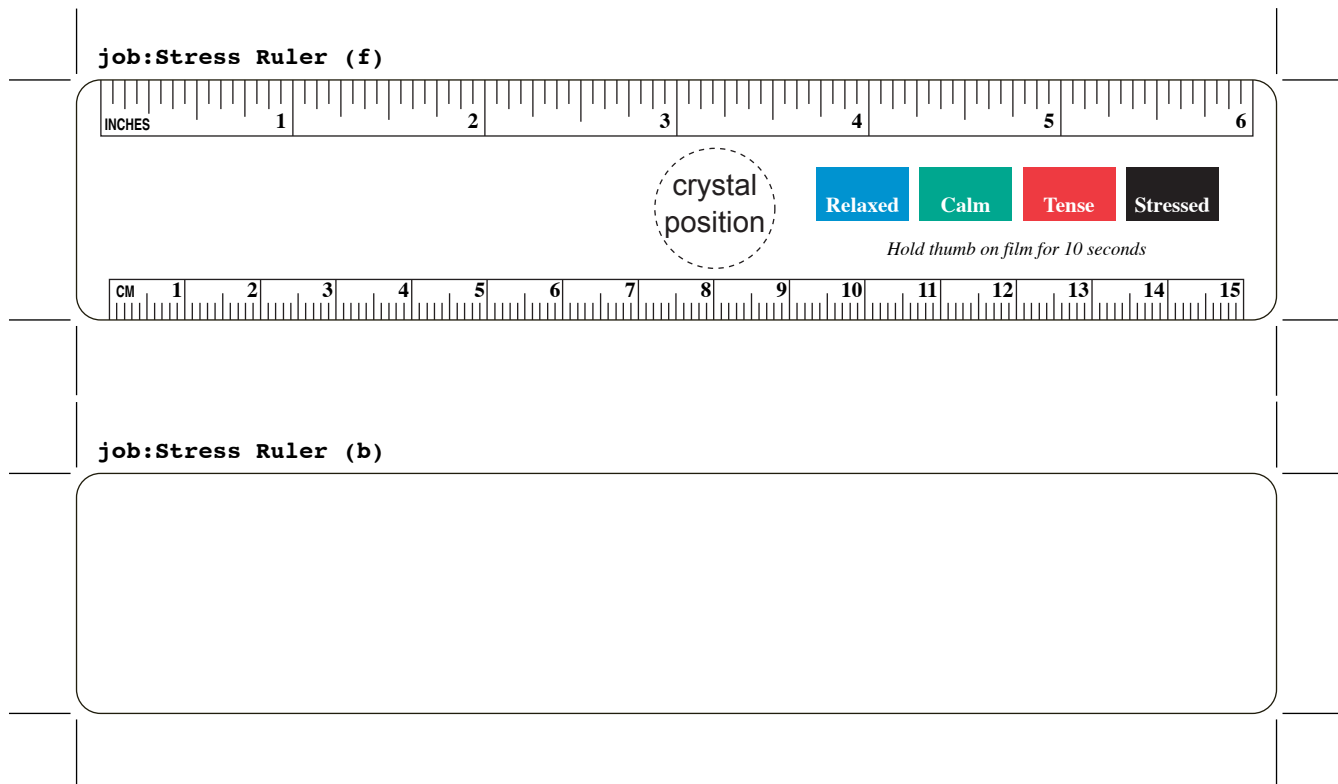 job:Stress Ruler (f)
INCHES 1 2 3 4 5 6
crystal
position
Relaxed Calm Tense Stressed
Hold thumb on film for 10 seconds
CM 1 2 3 4 5 6 7 8 9 10 11 12 13 14 15
job:Stress Ruler (b)